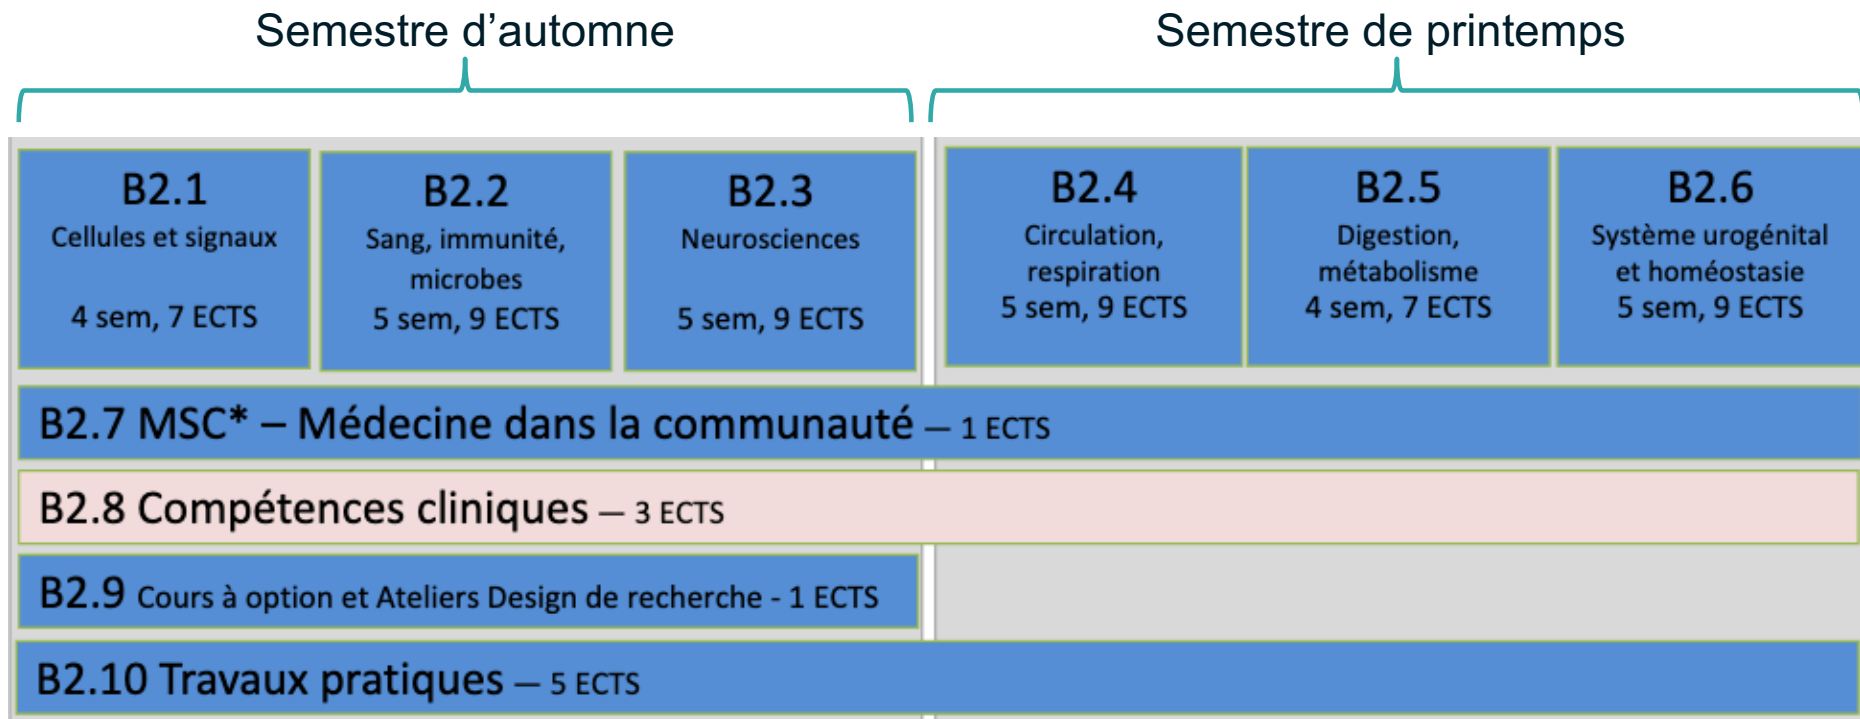 Semestre d’automne
Semestre de printemps
B2.1
Cellules et signaux
4 sem, 7 ECTS
B2.2
Sang, immunité,
microbes
5 sem, 9 ECTS
B2.3
Neurosciences
5 sem, 9 ECTS
B2.4
Circulation,
respiration
5 sem, 9 ECTS
B2.5
Digestion,
métabolisme
4 sem, 7 ECTS
B2.6
Système urogénital
et homéostasie
5 sem, 9 ECTS
B2.7 MSC* – Médecine dans la communauté – 1 ECTS
B2.8 Compétences cliniques – 3 ECTS
B2.9 Cours à option et Ateliers Design de recherche - 1 ECTS
B2.10 Travaux pratiques – 5 ECTS